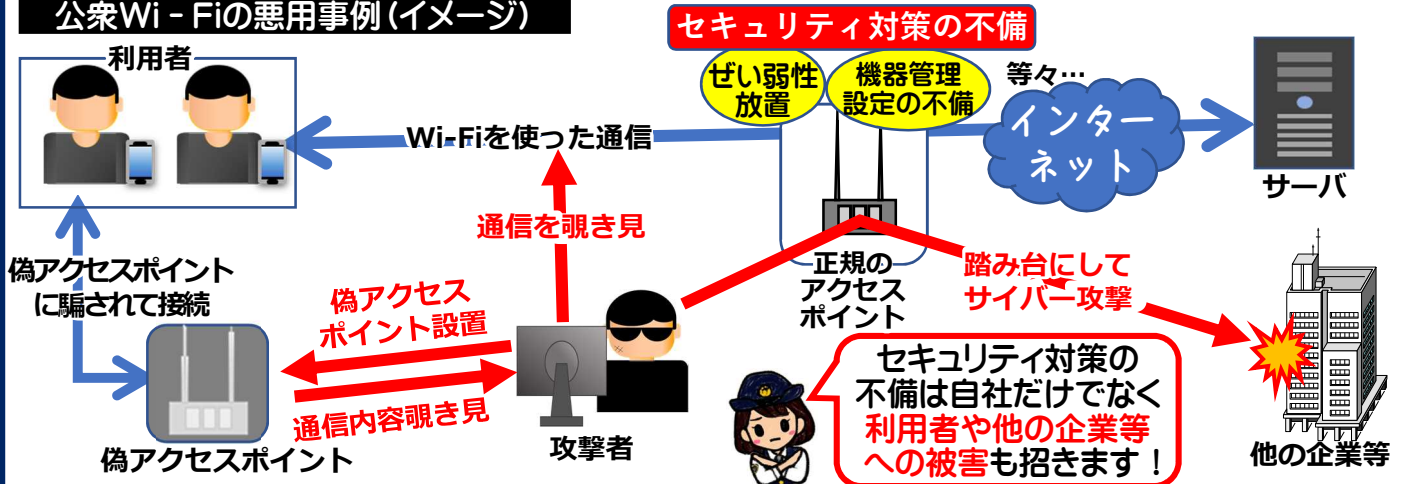 公衆Wi‐Fiの悪用事例(イメージ)
セキュリティ対策の不備
利用者
ぜい弱性
放置
機器管理
設定の不備
等々…
Wi-Fiを使った通信
インター
ネット
サーバ
通信を覗き見
偽アクセスポイント
に騙されて接続
偽アクセス
ポイント設置
正規の
アクセス
ポイント
踏み台にして
サイバー攻撃
通信内容覗き見
偽アクセスポイント
攻撃者
セキュリティ対策の
不備は自社だけでなく
利用者や他の企業等
への被害も招きます!
他の企業等